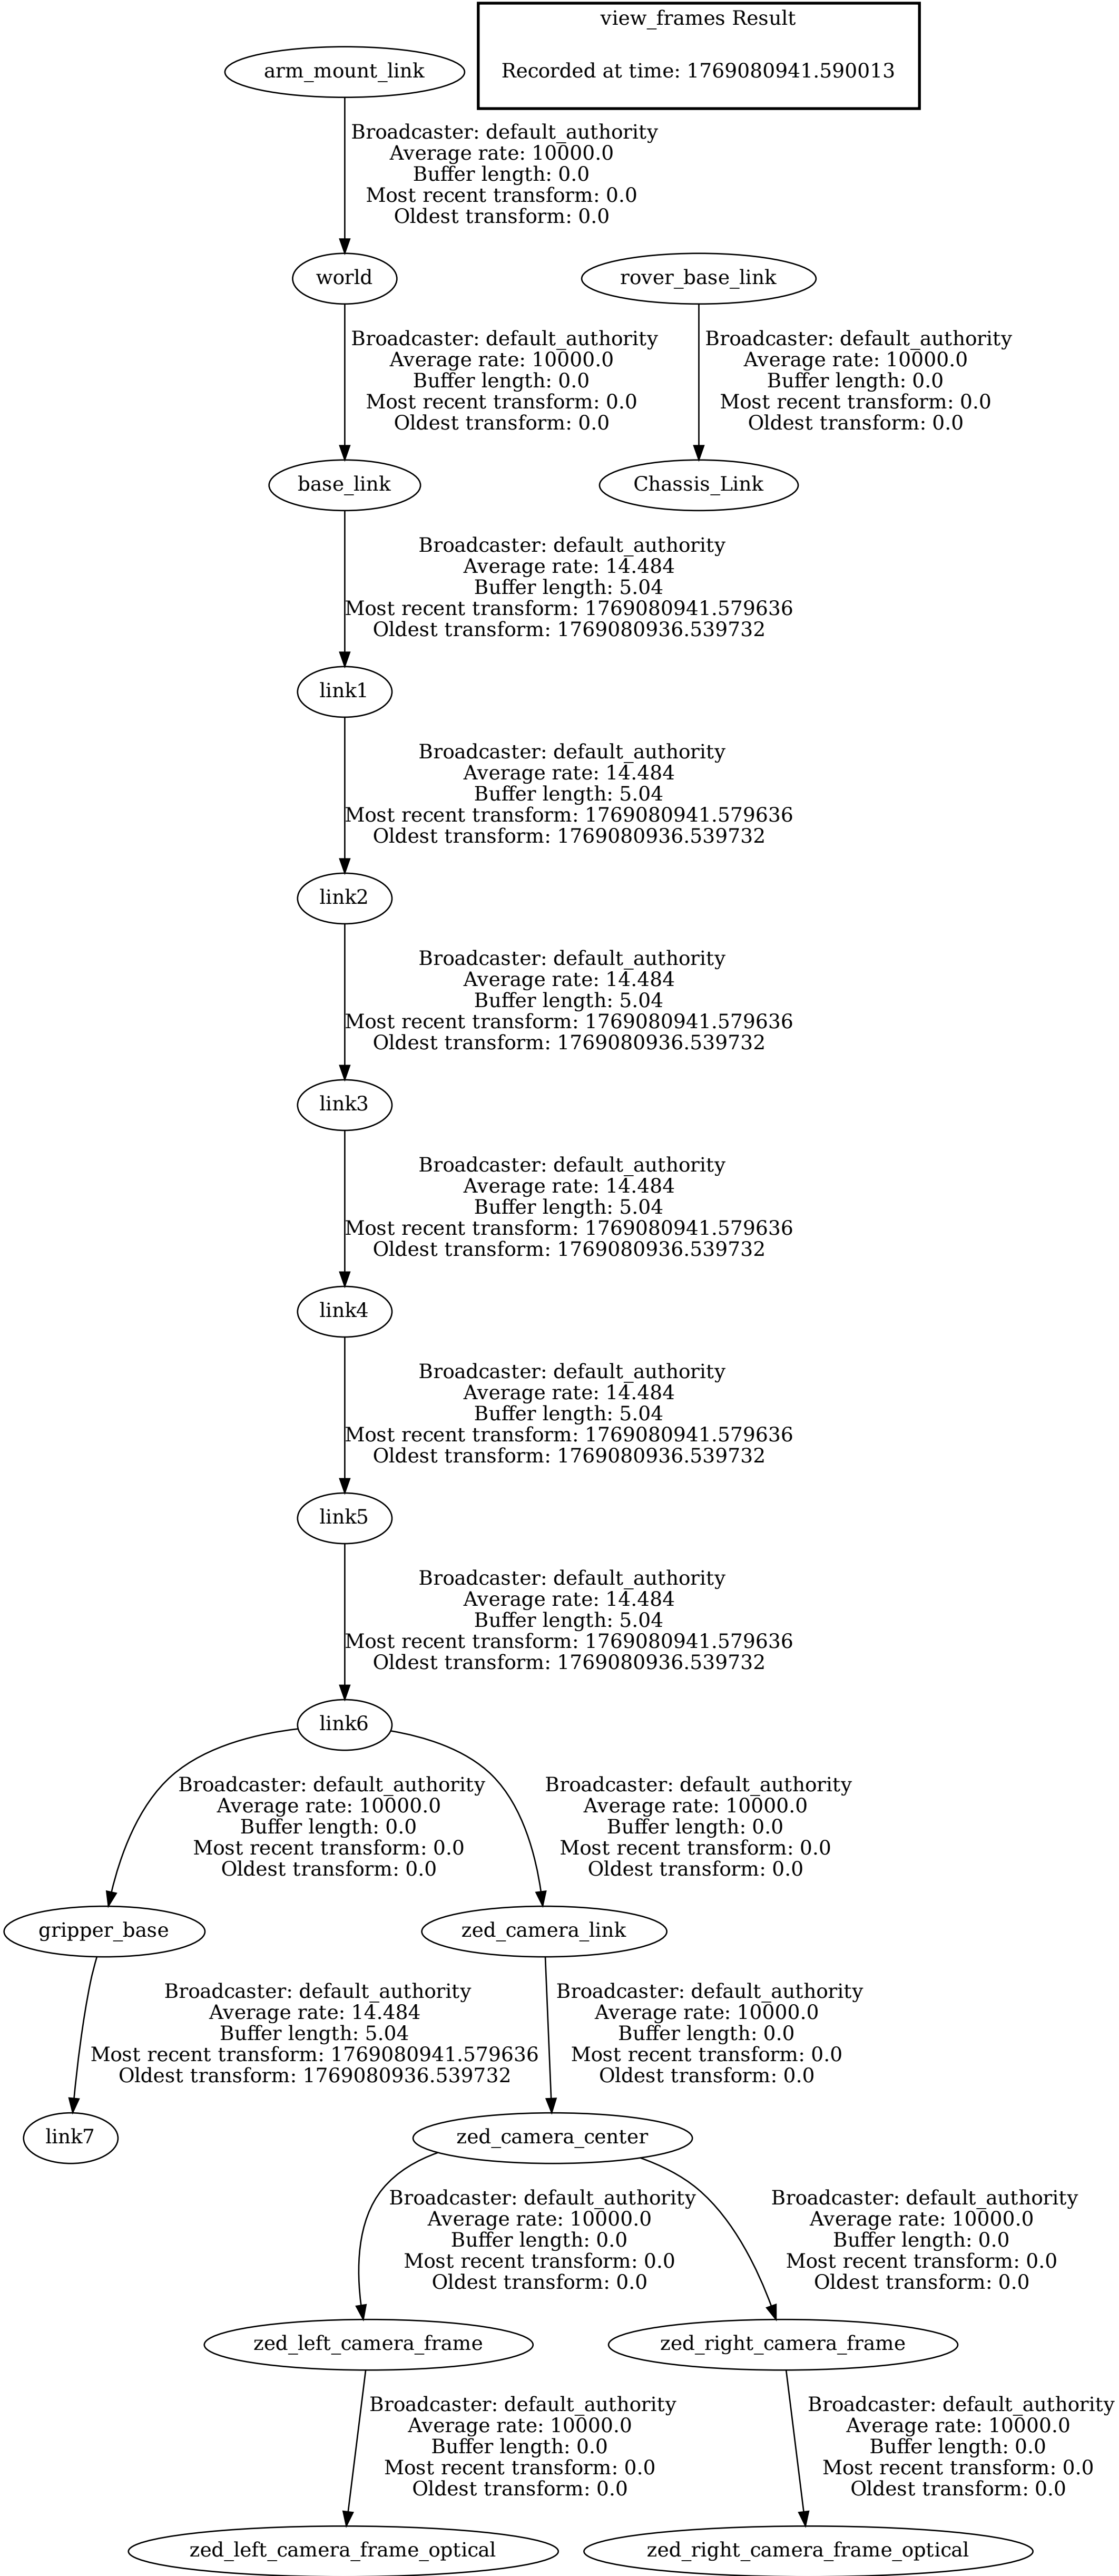 view_frames Result
Recorded at time: 1769080941.590013
arm_mount_link
Broadcaster: default_authority
Average rate: 10000.0
Buffer length: 0.0
Most recent transform: 0.0
Oldest transform: 0.0
world
rover_base_link
Broadcaster: default_authority
Average rate: 10000.0
Buffer length: 0.0
Most recent transform: 0.0
Oldest transform: 0.0
Broadcaster: default_authority
Average rate: 10000.0
Buffer length: 0.0
Most recent transform: 0.0
Oldest transform: 0.0
base_link
Chassis_Link
Broadcaster: default_authority
Average rate: 14.484
Buffer length: 5.04
Most recent transform: 1769080941.579636
Oldest transform: 1769080936.539732
link1
Broadcaster: default_authority
Average rate: 14.484
Buffer length: 5.04
Most recent transform: 1769080941.579636
Oldest transform: 1769080936.539732
link2
Broadcaster: default_authority
Average rate: 14.484
Buffer length: 5.04
Most recent transform: 1769080941.579636
Oldest transform: 1769080936.539732
link3
Broadcaster: default_authority
Average rate: 14.484
Buffer length: 5.04
Most recent transform: 1769080941.579636
Oldest transform: 1769080936.539732
link4
Broadcaster: default_authority
Average rate: 14.484
Buffer length: 5.04
Most recent transform: 1769080941.579636
Oldest transform: 1769080936.539732
link5
Broadcaster: default_authority
Average rate: 14.484
Buffer length: 5.04
Most recent transform: 1769080941.579636
Oldest transform: 1769080936.539732
link6
Broadcaster: default_authority
Average rate: 10000.0
Buffer length: 0.0
Most recent transform: 0.0
Oldest transform: 0.0
Broadcaster: default_authority
Average rate: 10000.0
Buffer length: 0.0
Most recent transform: 0.0
Oldest transform: 0.0
gripper_base
zed_camera_link
Broadcaster: default_authority
Average rate: 14.484
Buffer length: 5.04
Most recent transform: 1769080941.579636
Oldest transform: 1769080936.539732
Broadcaster: default_authority
Average rate: 10000.0
Buffer length: 0.0
Most recent transform: 0.0
Oldest transform: 0.0
link7
zed_camera_center
Broadcaster: default_authority
Average rate: 10000.0
Buffer length: 0.0
Most recent transform: 0.0
Oldest transform: 0.0
Broadcaster: default_authority
Average rate: 10000.0
Buffer length: 0.0
Most recent transform: 0.0
Oldest transform: 0.0
zed_left_camera_frame
zed_right_camera_frame
Broadcaster: default_authority
Average rate: 10000.0
Buffer length: 0.0
Most recent transform: 0.0
Oldest transform: 0.0
Broadcaster: default_authority
Average rate: 10000.0
Buffer length: 0.0
Most recent transform: 0.0
Oldest transform: 0.0
zed_left_camera_frame_optical
zed_right_camera_frame_optical